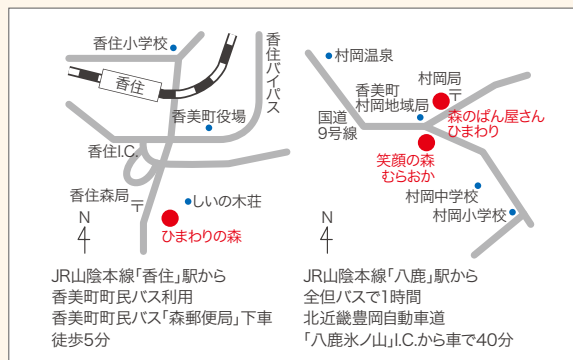 香住小学校
香住
香住バイパス
香美町役場
香住I.C.
香住森局
〒
しいの木荘
N
4
ひまわりの森
JR山陰本線「香住」駅から
香美町町民バス利用
香美町町民バス「森郵便局」下車
徒歩5分
村岡温泉
村岡局
〒
香美町
村岡地域局
国道
9号線
森のぱん屋さん
ひまわり
笑顔の森
むらおか
村岡中学校
村岡小学校
N
4
JR山陰本線「八鹿」駅から
全但バスで1時間
北近畿豊岡自動車道
「八鹿氷ノ山」I.C.から車で40分